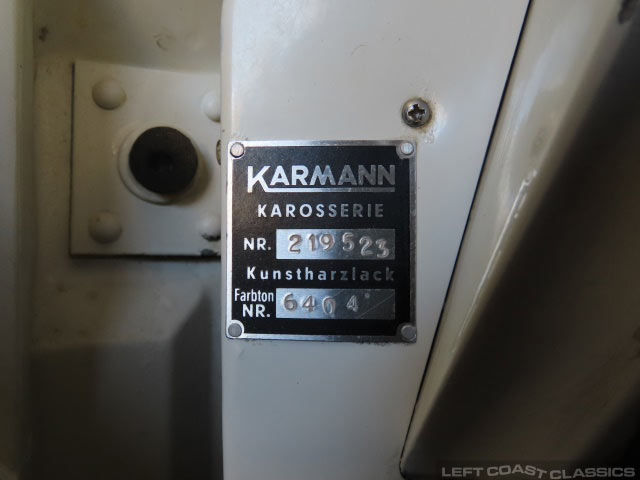 KARMANN
KAROSSERIE
NR. 219523
Kunstharzlack
Farbton
NR. 6404
LEFT COAST CLASSICS